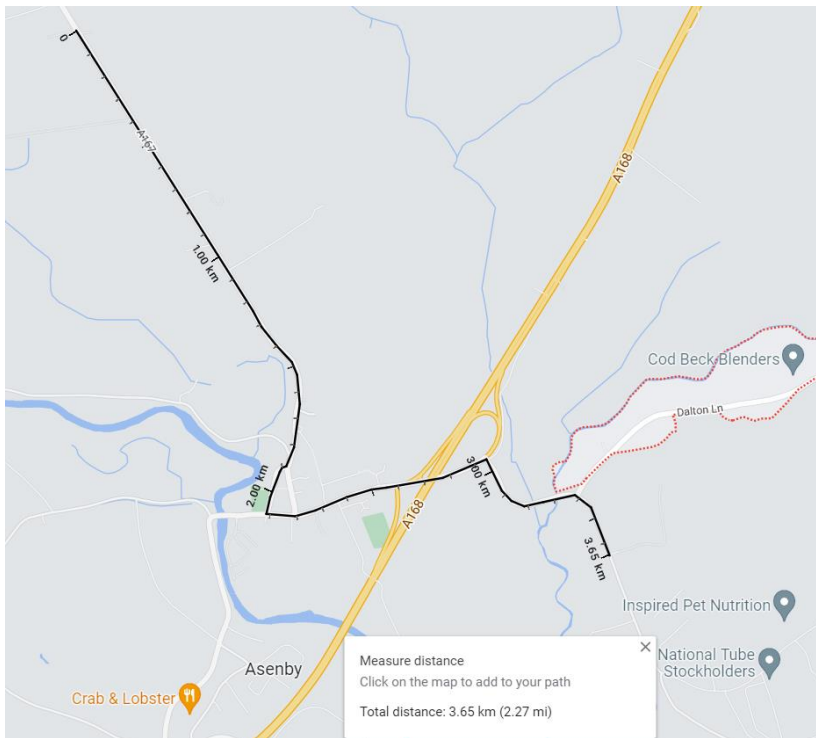 0
A167
1.00 km
A168
Cod Beck Blenders
Dalton Ln
2.00 km
3.00 km
A168
3.65 km
Inspired Pet Nutrition
National Tube
Stockholders
Asenby
Crab & Lobster
Measure distance
Click on the map to add to your path
Total distance: 3.65 km (2.27 mi)